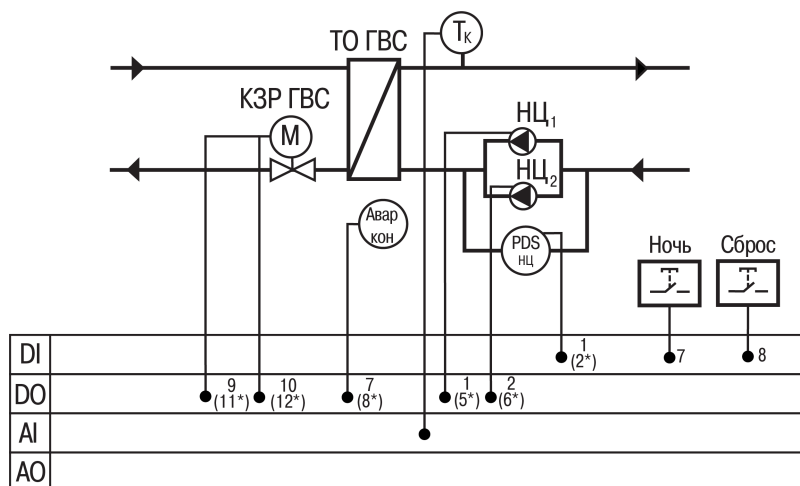 Tк
ТО ГВС
КЗР ГВС
М
НЦ1
НЦ2
Авар
кон
PDS
НЦ
Ночь
Сброс
DI
1
(2*)
7
8
DO
9
(11*)
10
(12*)
7
(8*)
1
(5*)
2
(6*)
AI
AO